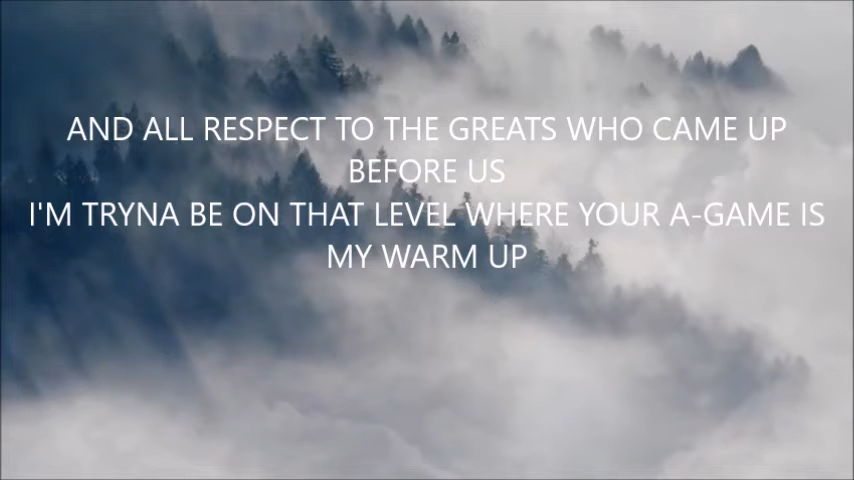 AND ALL RESPECT TO THE GREATS WHO CAME UP
BEFORE US
I'M TRYNA BE ON THAT LEVEL WHERE YOUR A-GAME IS
MY WARM UP